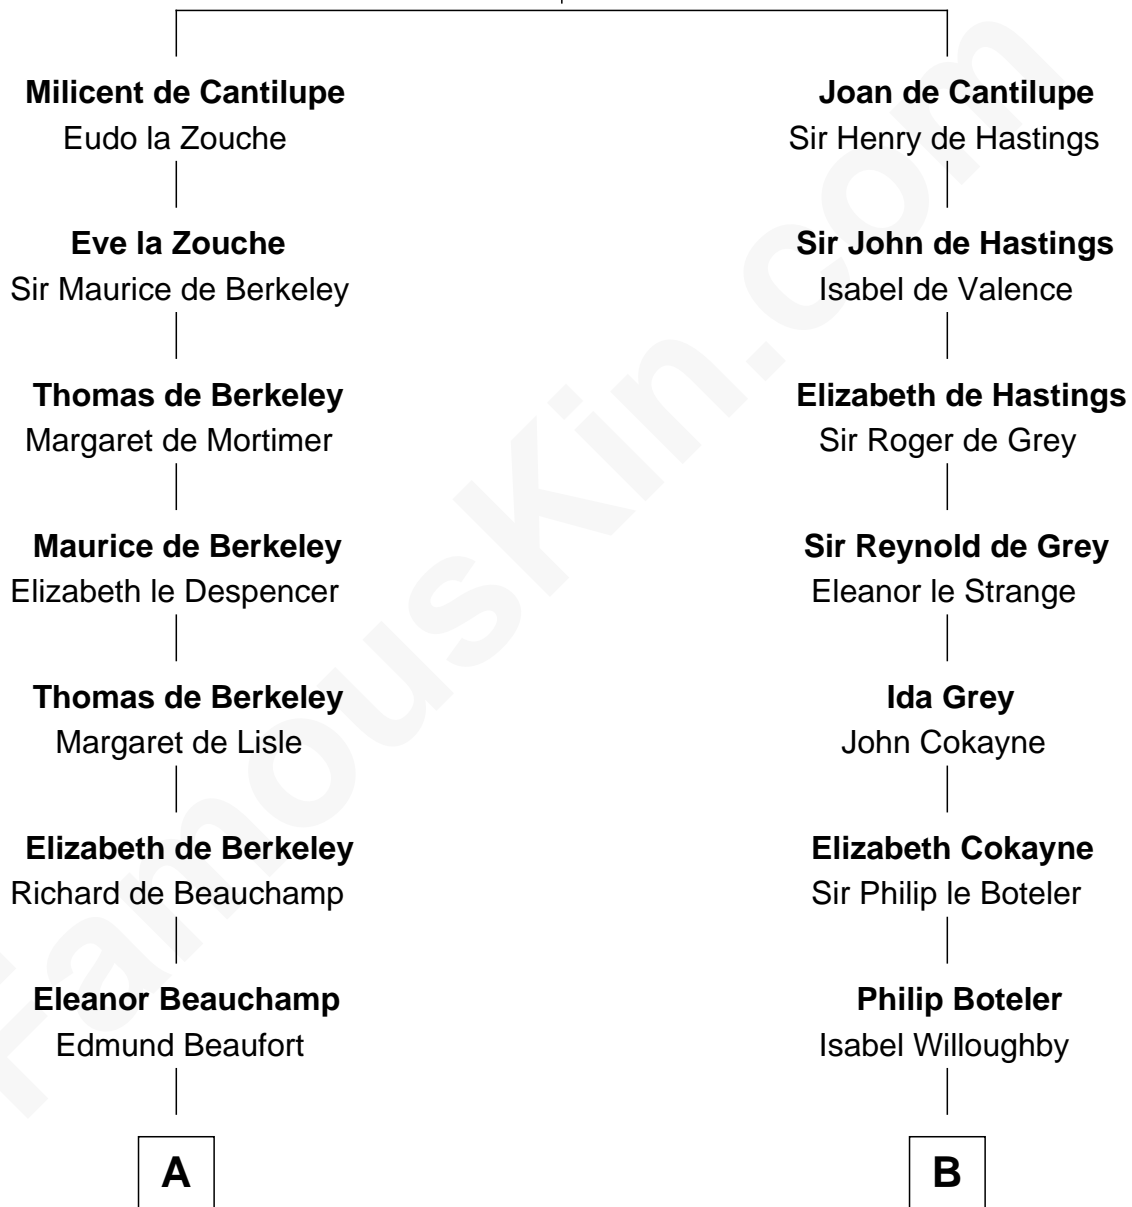 Milicent de Cantilupe
Eudo la Zouche
Eve la Zouche
Sir Maurice de Berkeley
Thomas de Berkeley
Margaret de Mortimer
Maurice de Berkeley
Elizabeth le Despencer
Thomas de Berkeley
Margaret de Lisle
Elizabeth de Berkeley
Richard de Beauchamp
Eleanor Beauchamp
Edmund Beaufort
A
Joan de Cantilupe
Sir Henry de Hastings
Sir John de Hastings
Isabel de Valence
Elizabeth de Hastings
Sir Roger de Grey
Sir Reynold de Grey
Eleanor le Strange
Ida Grey
John Cokayne
Elizabeth Cokayne
Sir Philip le Boteler
Philip Boteler
Isabel Willoughby
B
FamousKin.com